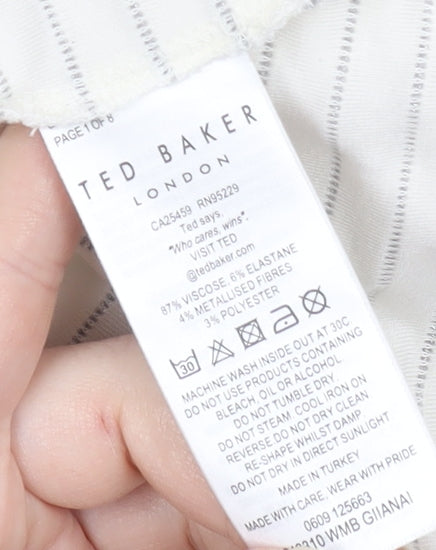 PAGE 1 OF 8
TED BAKER
LONDON
CA25459 RN95229
Ted says,
"Who cares, wins".
VISIT TED
@tedbaker.com
87% VISCOSE, 6% ELASTANE
4% METALLISED FIBRES
3% POLYESTER
30
MACHINE WASH INSIDE OUT AT 30C
DO NOT USE PRODUCTS CONTAINING
BLEACH, OIL OR ALCOHOL
DO NOT TUMBLE DRY
DO NOT STEAM COOL IRON ON
REVERSE.DO NOT DRY CLEAN
RE-SHAPE WHILST DAMP
DO NOT DRY IN DIRECT SUNLIGHT
MADE IN TURKEY
MADE WITH CARE, WEAR WITH PRIDE
0609 125663
WMB GIIANAI